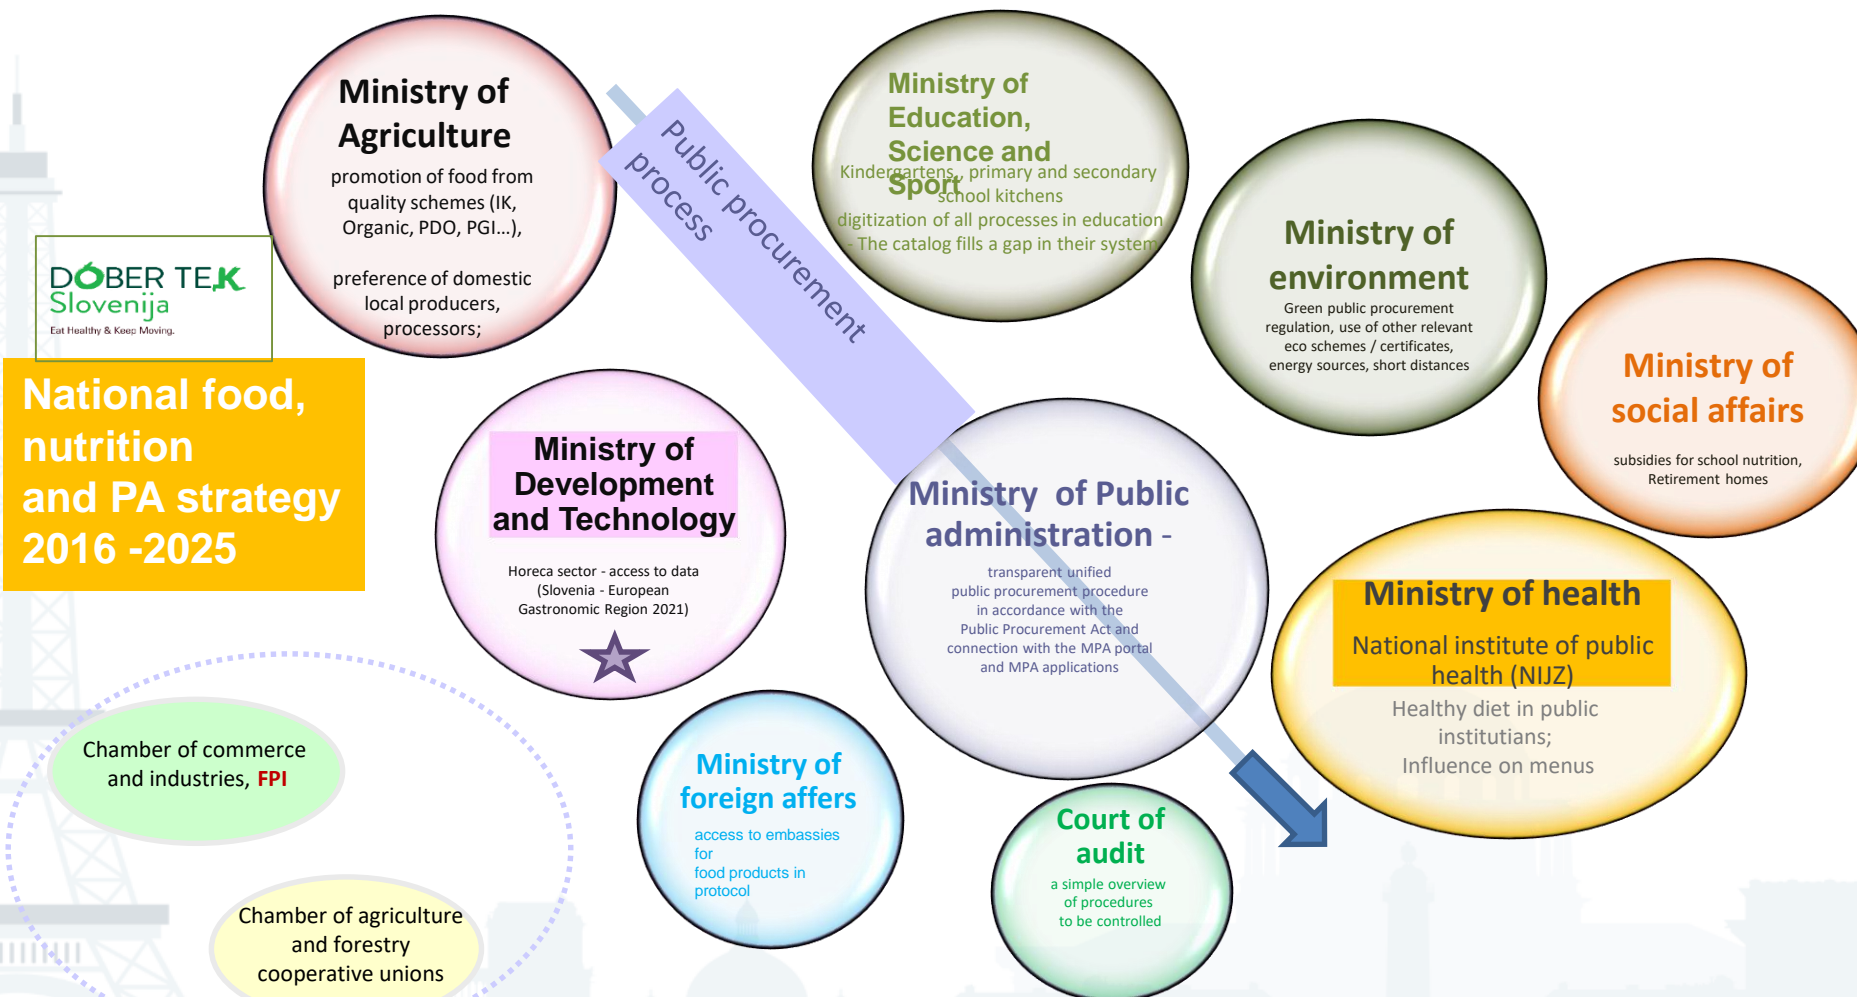 Ministry of
Agriculture
promotion of food from
quality schemes (IK,
Organic, PDO, PGI...),
preference of domestic
local producers,
processors;
Public procurement
process
Ministry of
Education,
Science and
Sport
Kindergartens , primary and secondary
school kitchens
digitization of all processes in education
- The catalog fills a gap in their system
Ministry of
environment
Green public procurement
regulation, use of other relevant
eco schemes / certificates,
energy sources, short distances
Ministry of
social affairs
subsidies for school nutrition,
Retirement homes
DOBER TEK
Slovenija
Eat Healthy & Keep Moving.
National food,
nutrition
and PA strategy
2016 -2025
Ministry of
Development
and Technology
Horeca sector - access to data
(Slovenia - European
Gastronomic Region 2021)
Ministry of Public
administration -
transparent unified
public procurement procedure
in accordance with the
Public Procurement Act and
connection with the MPA portal
and MPA applications
Ministry of health
National institute of public
health (NIJZ)
Healthy diet in public
institutians;
Influence on menus
Chamber of commerce
and industries, FPI
Ministry of
foreign affers
access to embassies
for
food products in
protocol
Court of
audit
a simple overview
of procedures
to be controlled
Chamber of agriculture
and forestry
cooperative unions